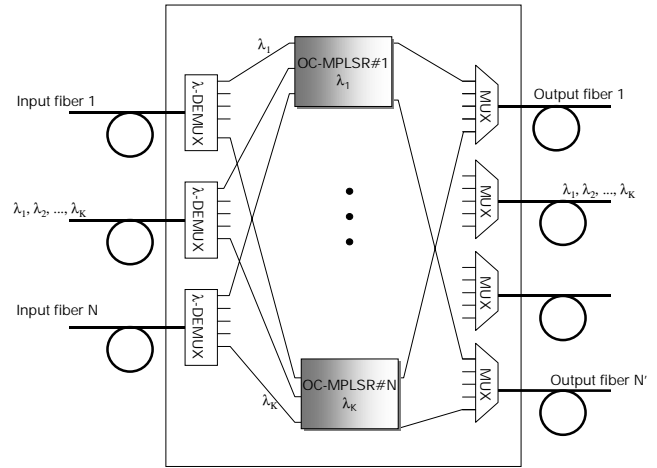 λ1
OC-MPLSR#1
λ1
Input fiber 1
λ-DEMUX
MUX
Output fiber 1
λ1, λ2, ..., λK
λ-DEMUX
MUX
λ1, λ2, ..., λK
Input fiber N
λ-DEMUX
MUX
λK
OC-MPLSR#N
λK
MUX
Output fiber N'